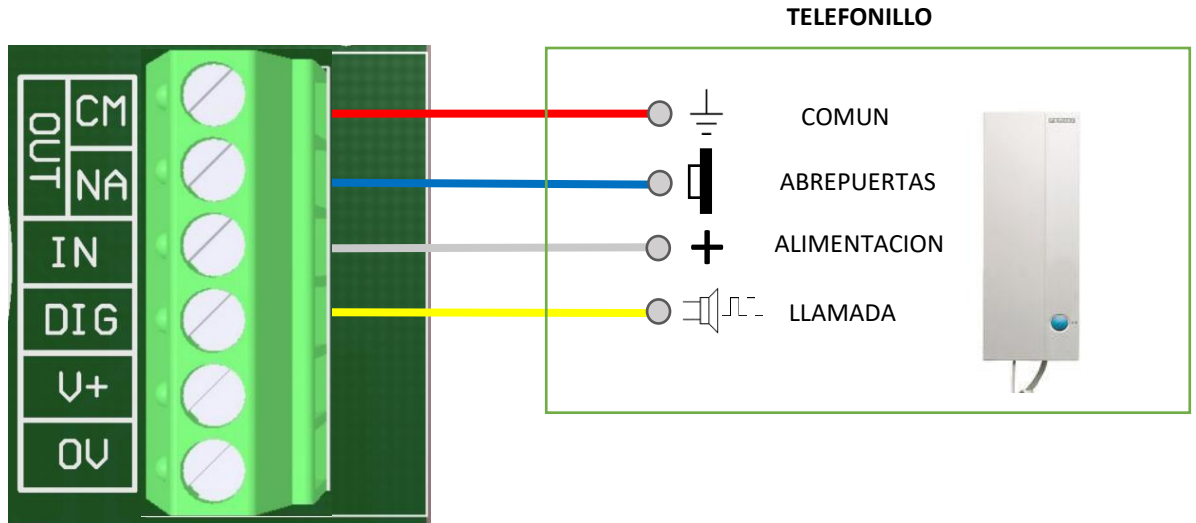 TELEFONILLO
OUT
CM
NA
IN
DIG
V+
0V
COMUN
ABREPUERTAS
+
ALIMENTACION
LLAMADA